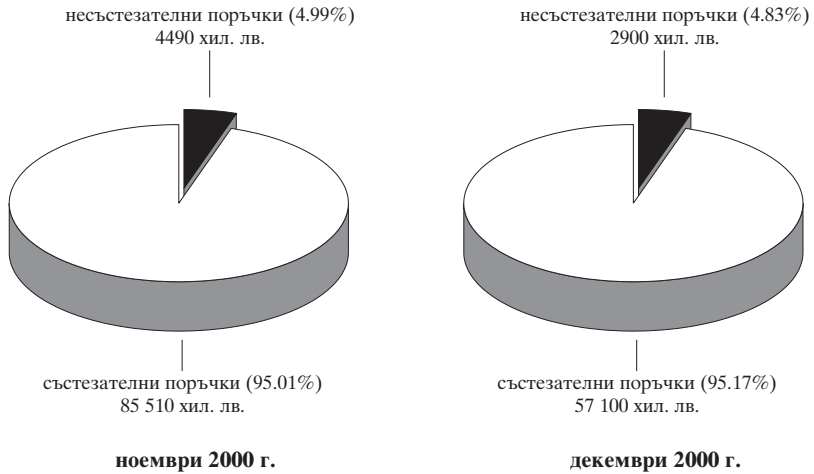 несъстезателни поръчки (4.99%)
4490 хил. лв.
състезателни поръчки (95.01%)
85 510 хил. лв.
ноември 2000 г.
несъстезателни поръчки (4.83%)
2900 хил. лв.
състезателни поръчки (95.17%)
57 100 хил. лв.
декември 2000 г.